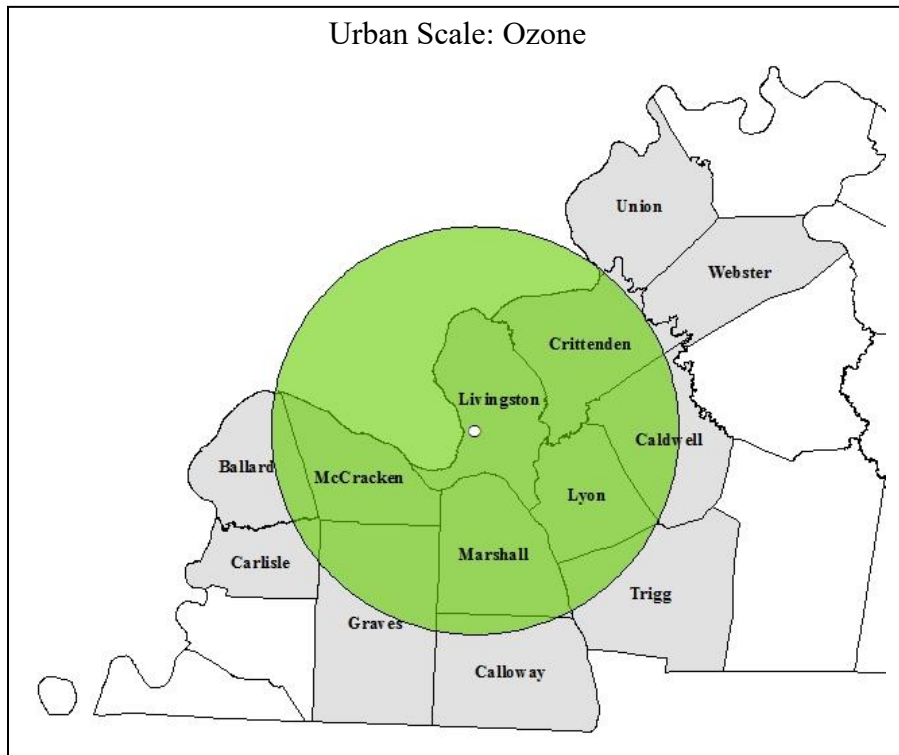 Urban Scale: Ozone
Union
Webster
Crittenden
Livingston
Caldwell
Ballard
McCracken
Lyon
Marshall
Carlisle
Trigg
Graves
Calloway